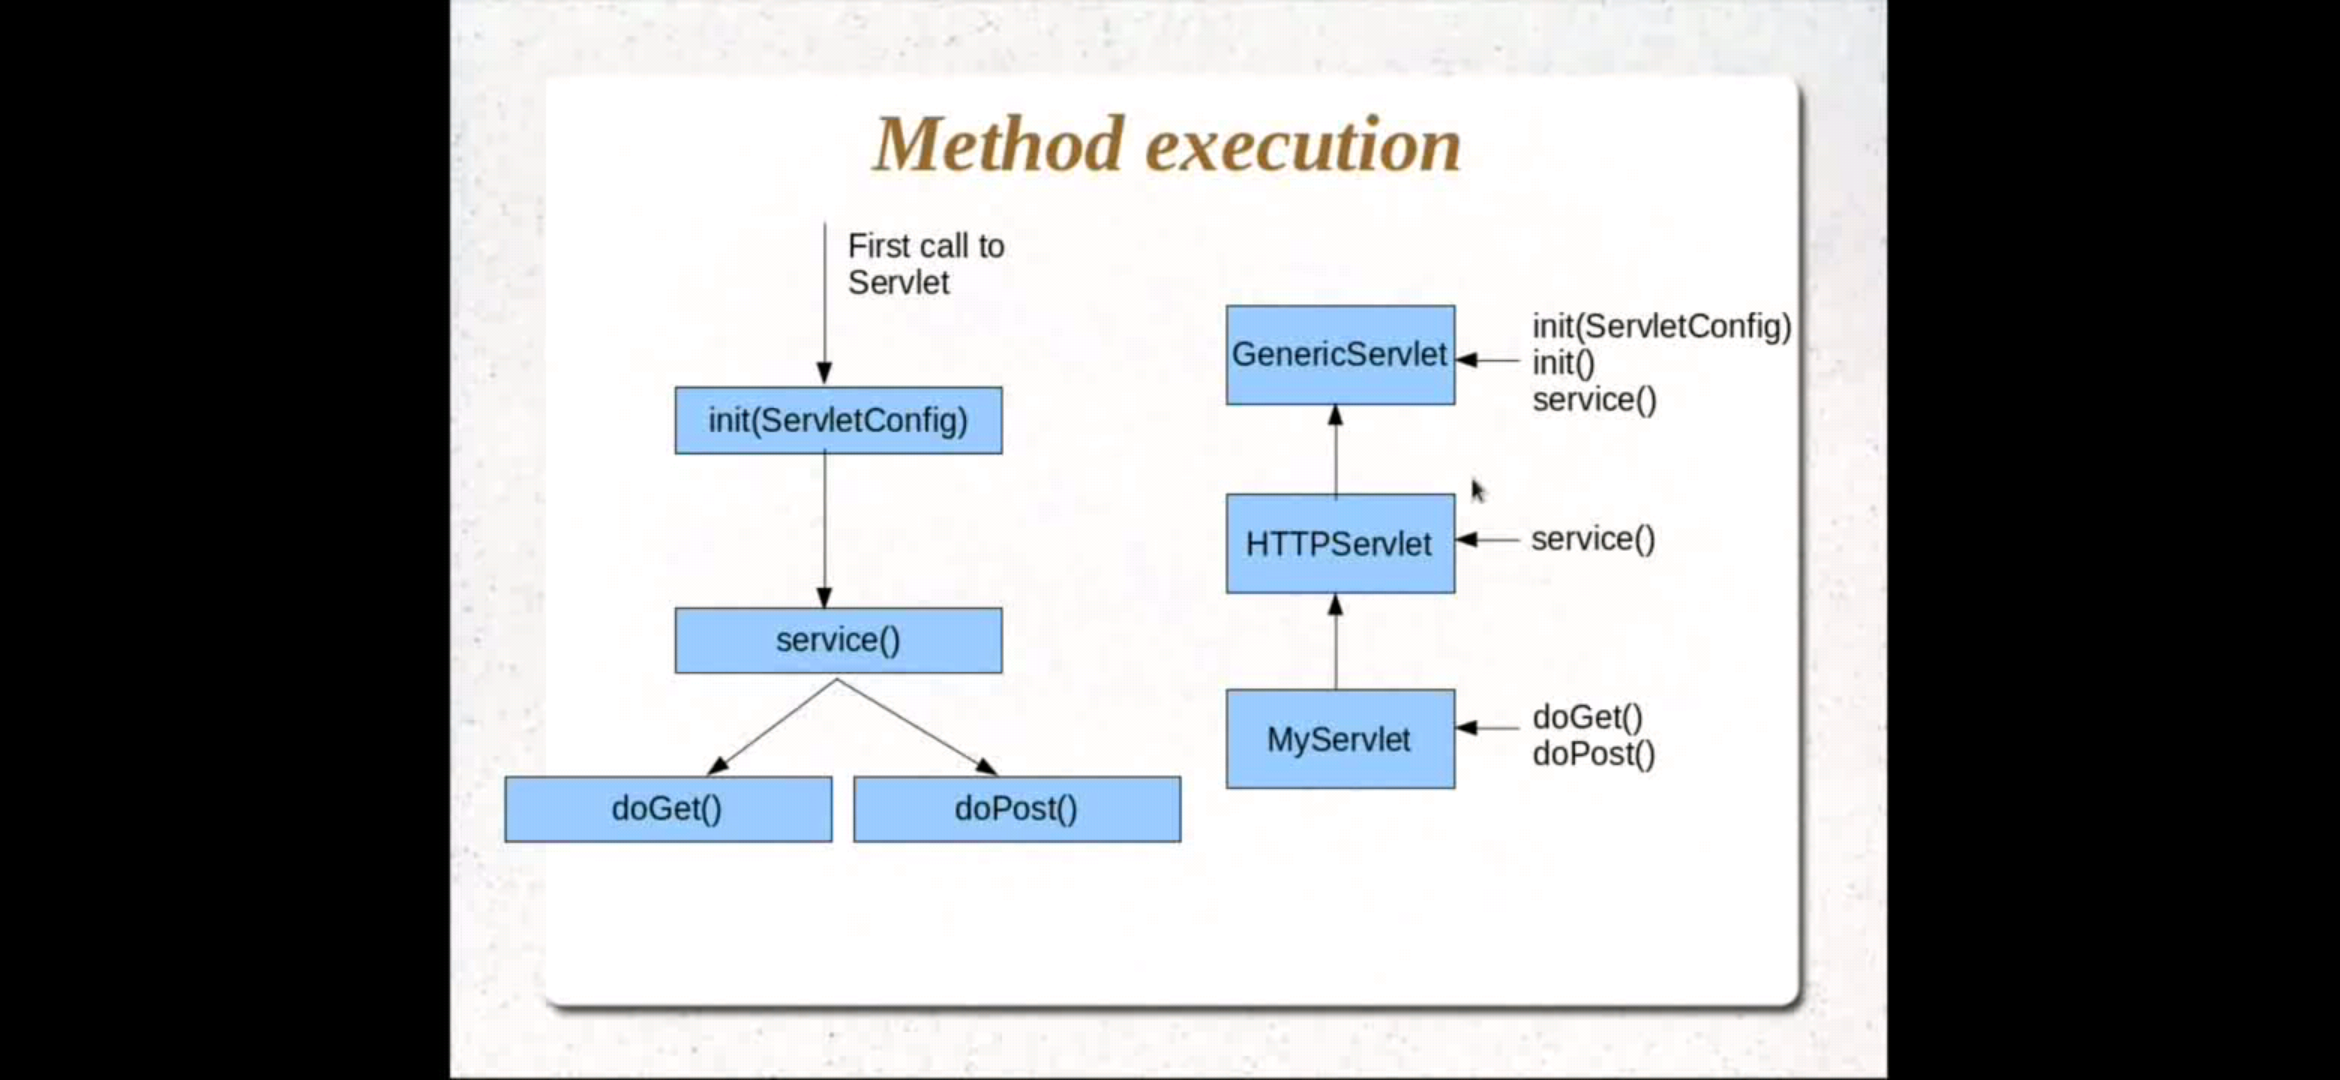 Method execution
First call to
Servlet
init(ServletConfig)
service()
doGet()
doPost()
GenericServlet
init(ServletConfig)
init()
service()
HTTPServlet
service()
MyServlet
doGet()
doPost()